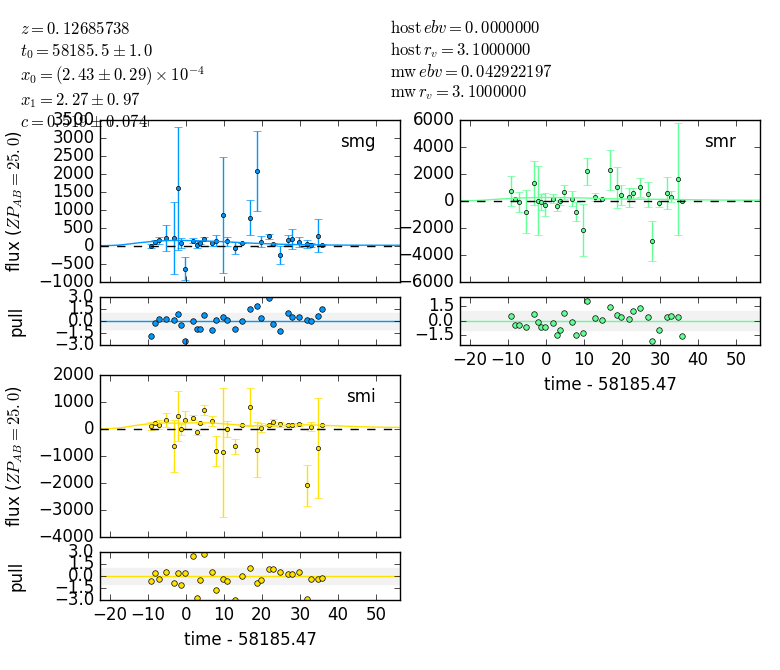 z = 0.12685738
t₀ = 58185.5 ± 1.0
x₀ = (2.43 ± 0.29) × 10⁻⁴
x₁ = 2.27 ± 0.97
c = 0.519 ± 0.074
host ebv = 0.0000000
host r_v = 3.1000000
mw ebv = 0.042922197
mw r_v = 3.1000000
smg
flux (ZP_AB = 25.0)
3500
3000
2500
2000
1500
1000
500
0
−500
−1000
pull
3.0
1.5
0.0
−1.5
−3.0
smr
6000
4000
2000
0
−2000
−4000
−6000
1.5
0.0
−1.5
−20 −10 0 10 20 30 40 50
time - 58185.47
smi
flux (ZP_AB = 25.0)
2000
1000
0
−1000
−2000
−3000
−4000
pull
3.0
1.5
0.0
−1.5
−3.0
−20 −10 0 10 20 30 40 50
time - 58185.47